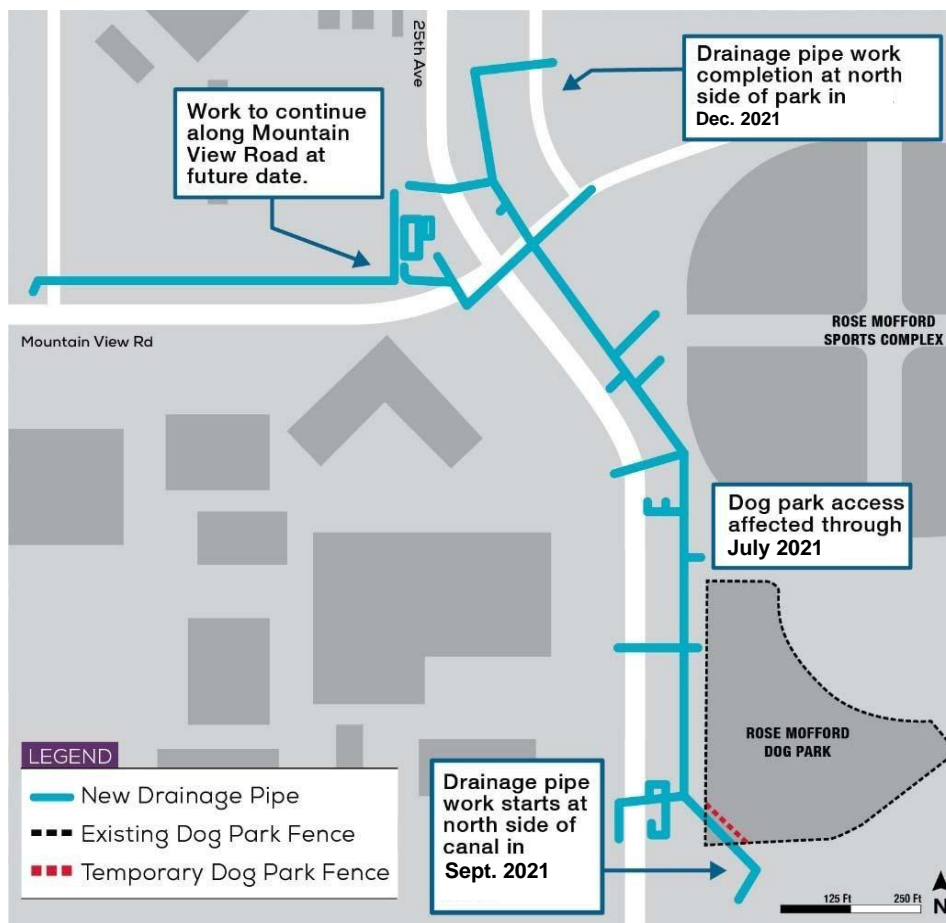 25th Ave
Drainage pipe work
completion at north
side of park in
Dec. 2021
Work to continue
along Mountain
View Road at
future date.
ROSE MOFFORD
SPORTS COMPLEX
Mountain View Rd
Dog park access
affected through
July 2021
ROSE MOFFORD
DOG PARK
LEGEND
New Drainage Pipe
Existing Dog Park Fence
Temporary Dog Park Fence
Drainage pipe
work starts at
north side of
canal in
Sept. 2021
125 Ft 250 Ft
N